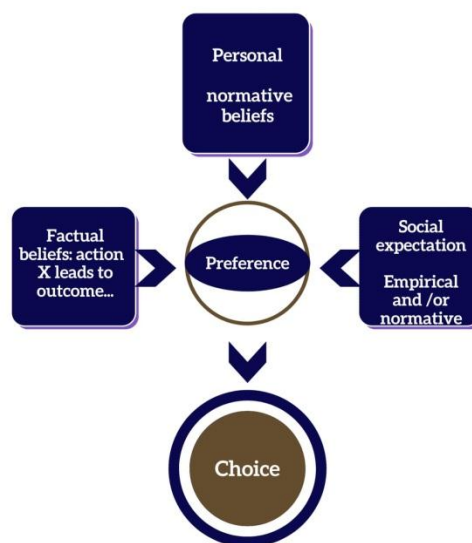 Personal
normative
beliefs
Factual
beliefs: action
X leads to
outcome...
Preference
Social
expectation
Empirical
and /or
normative
Choice